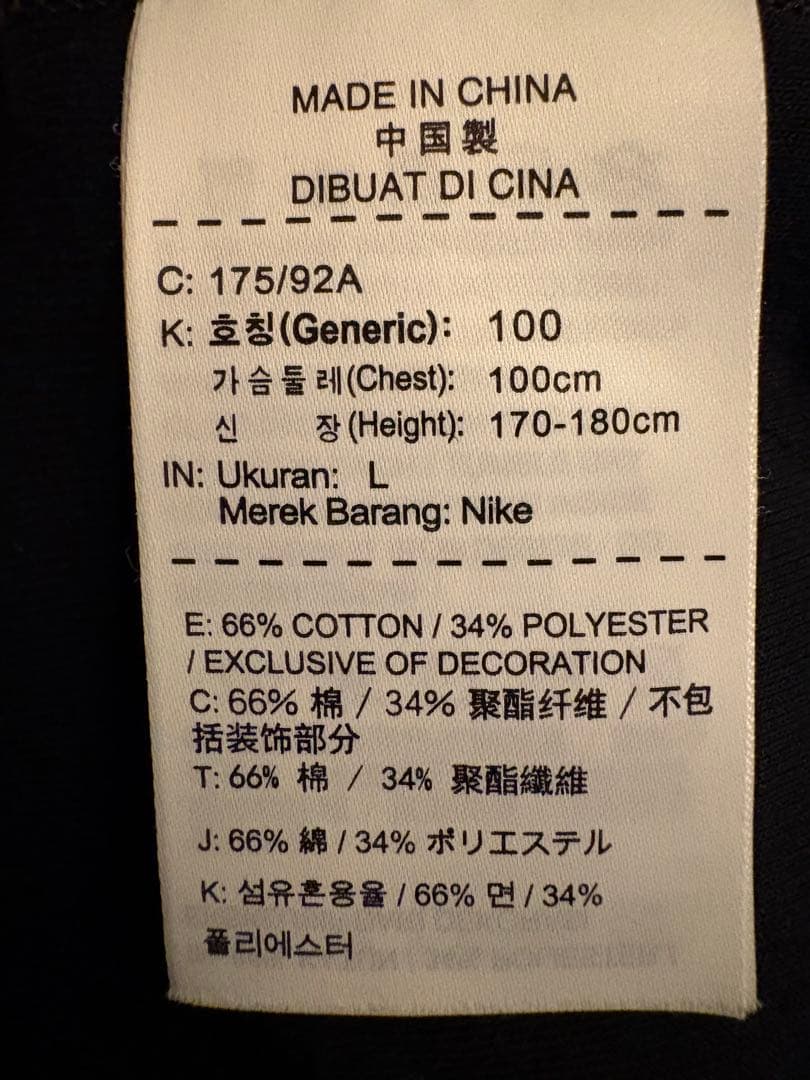 MADE IN CHINA
中国製
DIBUAT DI CINA
C: 175/92A
K: 호칭(Generic): 100
가슴둘레(Chest): 100cm
신 장(Height): 170-180cm
IN: Ukuran: L
Merek Barang: Nike
E: 66% COTTON / 34% POLYESTER
/ EXCLUSIVE OF DECORATION
C: 66% 棉 / 34% 聚酯纤维 / 不包
括装饰部分
T: 66% 棉 / 34% 聚酯纖維
J: 66% 綿 / 34% ポリエステル
K: 섬유혼용율 / 66% 면 / 34%
폴리에스터